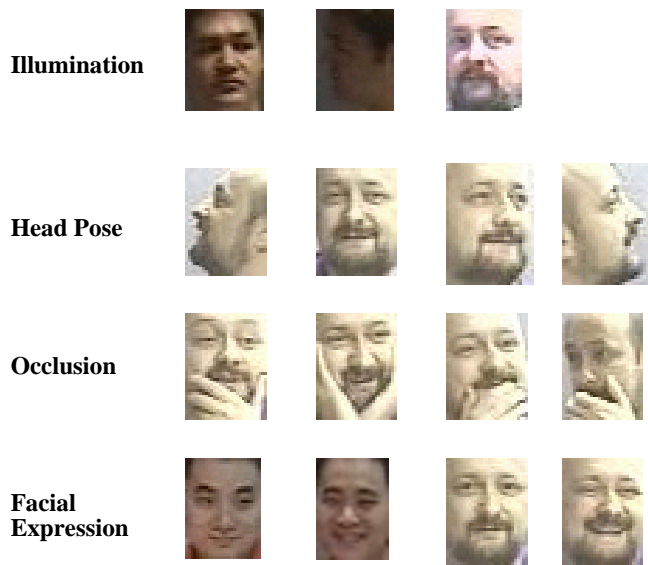 Illumination
Head Pose
Occlusion
Facial
Expression